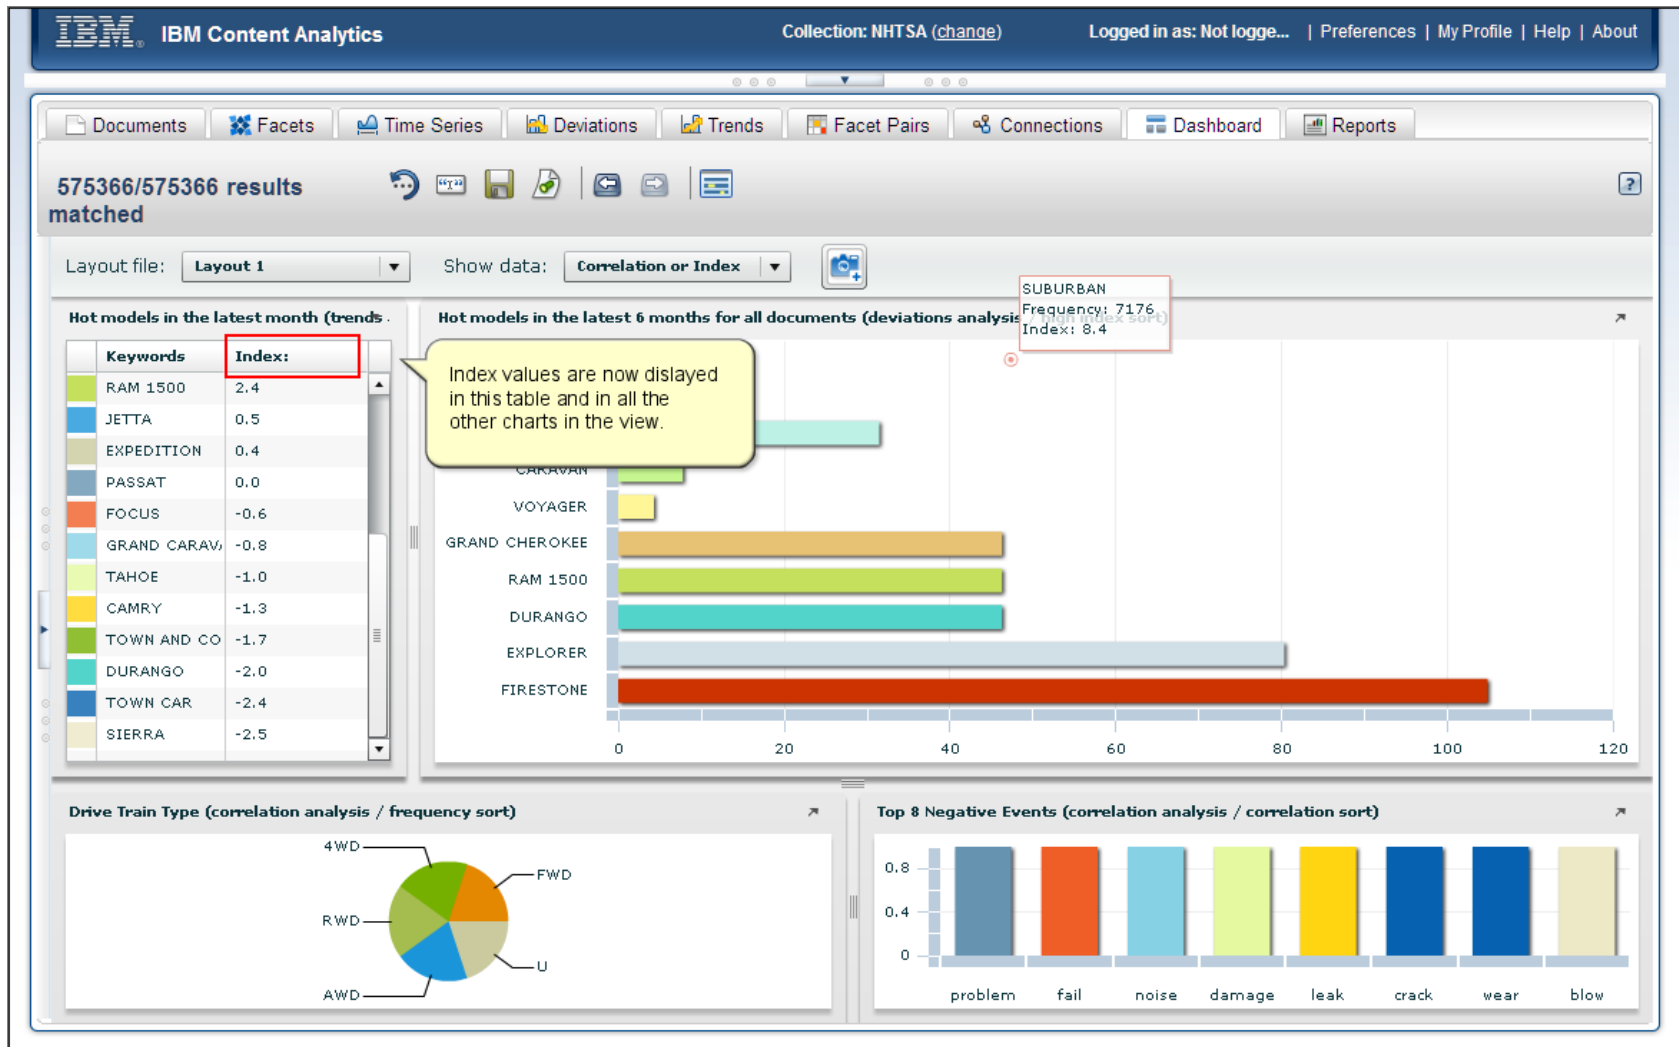 IBM® IBM Content Analytics
Collection: NHTSA (change)
Logged in as: Not logge... | Preferences | My Profile | Help | About
Documents
Facets
Time Series
Deviations
Trends
Facet Pairs
Connections
Dashboard
Reports
575366/575366 results
matched
Layout file: Layout 1
Show data: Correlation or Index
Hot models in the latest month (trends .
Keywords Index:
RAM 1500 2.4
JETTA 0.5
EXPEDITION 0.4
PASSAT 0.0
FOCUS -0.6
GRAND CARAV -0.8
TAHOE -1.0
CAMRY -1.3
TOWN AND CO -1.7
DURANGO -2.0
TOWN CAR -2.4
SIERRA -2.5
Hot models in the latest 6 months for all documents (deviations analysis / high index sort)
SUBURBAN
Frequency: 7176
Index: 8.4
Index values are now dislayed
in this table and in all the
other charts in the view.
CARAVAN
VOYAGER
GRAND CHEROKEE
RAM 1500
DURANGO
EXPLORER
FIRESTONE
0 20 40 60 80 100 120
Drive Train Type (correlation analysis / frequency sort)
4WD
FWD
RWD
U
AWD
Top 8 Negative Events (correlation analysis / correlation sort)
0.8
0.4
0
problem fail noise damage leak crack wear blow